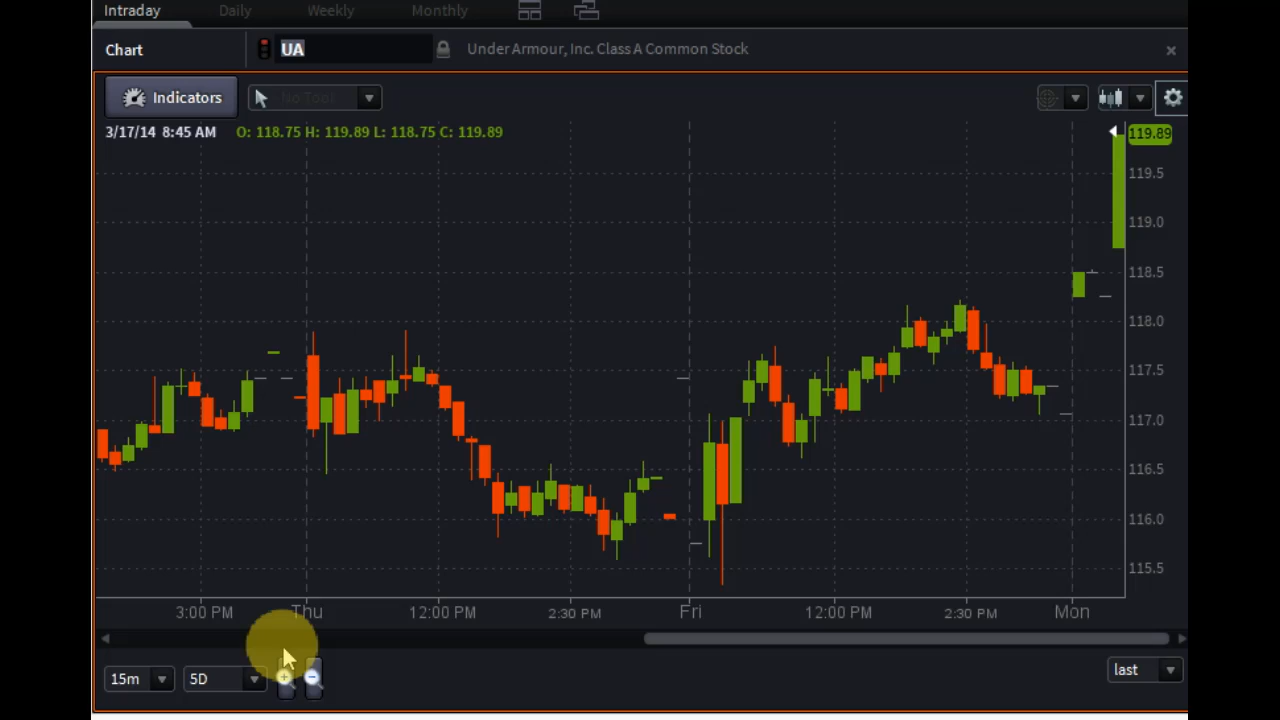 Intraday Daily Weekly Monthly
Chart UA Under Armour, Inc. Class A Common Stock
Indicators No Tool
3/17/14 8:45 AM O: 118.75 H: 119.89 L: 118.75 C: 119.89
119.89
119.5
119.0
118.5
118.0
117.5
117.0
116.5
116.0
115.5
3:00 PM Thu 12:00 PM 2:30 PM Fri 12:00 PM 2:30 PM Mon
15m 5D last